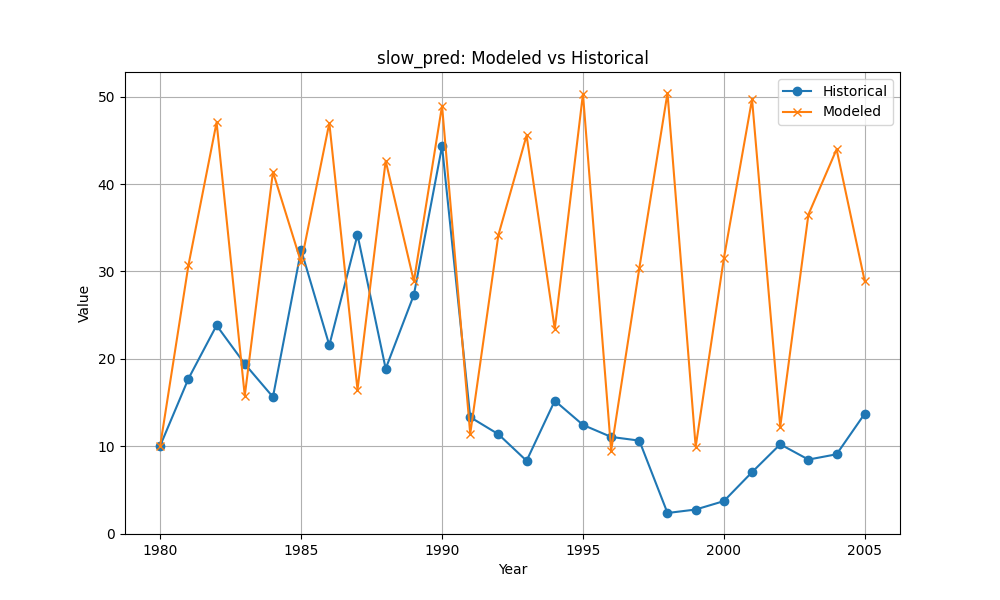 slow_pred: Modeled vs Historical
Historical
Modeled
Value
50
40
30
20
10
0
1980 1985 1990 1995 2000 2005
Year